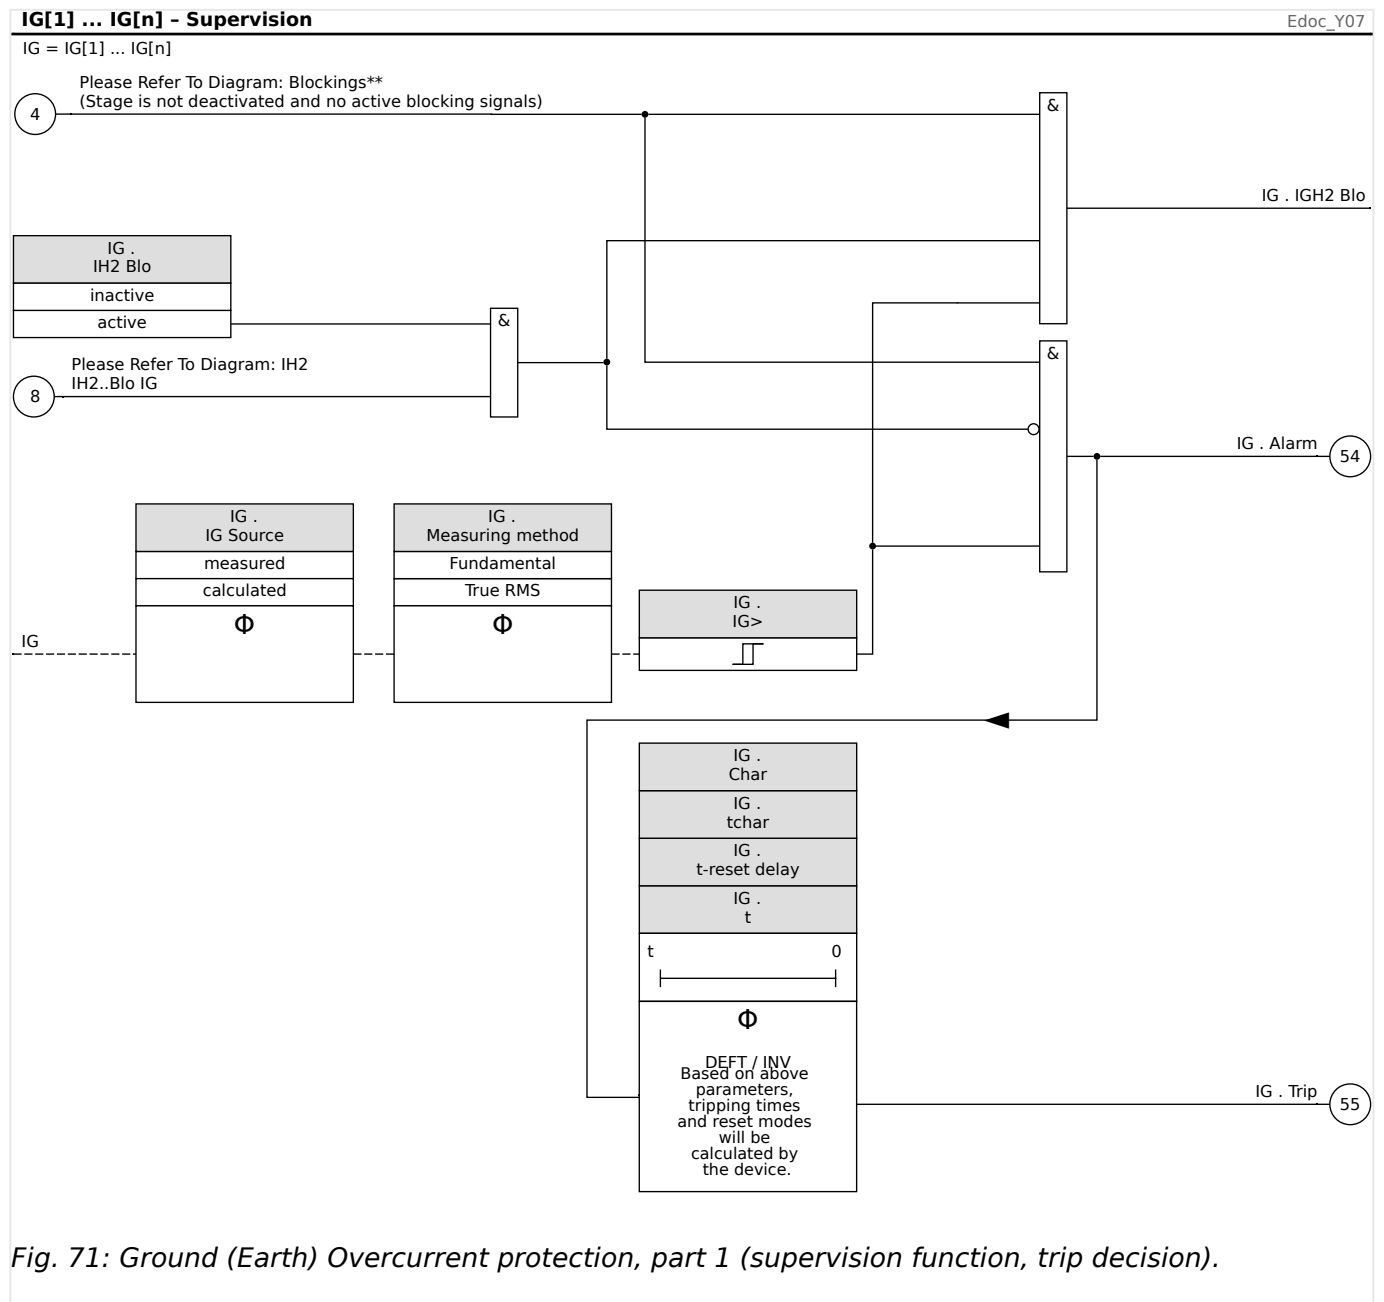 IG[1] ... IG[n] – Supervision
Edoc_Y07
IG = IG[1] ... IG[n]
Please Refer To Diagram: Blockings**
(Stage is not deactivated and no active blocking signals)
4
&
IG . IGH2 Blo
IG .
IH2 Blo
inactive
active
&
Please Refer To Diagram: IH2
IH2..Blo IG
8
&
IG . Alarm
54
IG .
IG Source
measured
calculated
Φ
IG .
Measuring method
Fundamental
True RMS
Φ
IG .
IG>
IG
IG .
Char
IG .
tchar
IG .
t-reset delay
IG .
t
t 0
Φ
DEFT / INV
Based on above
parameters,
tripping times
and reset modes
will be
calculated by
the device.
IG . Trip
55
Fig. 71: Ground (Earth) Overcurrent protection, part 1 (supervision function, trip decision).